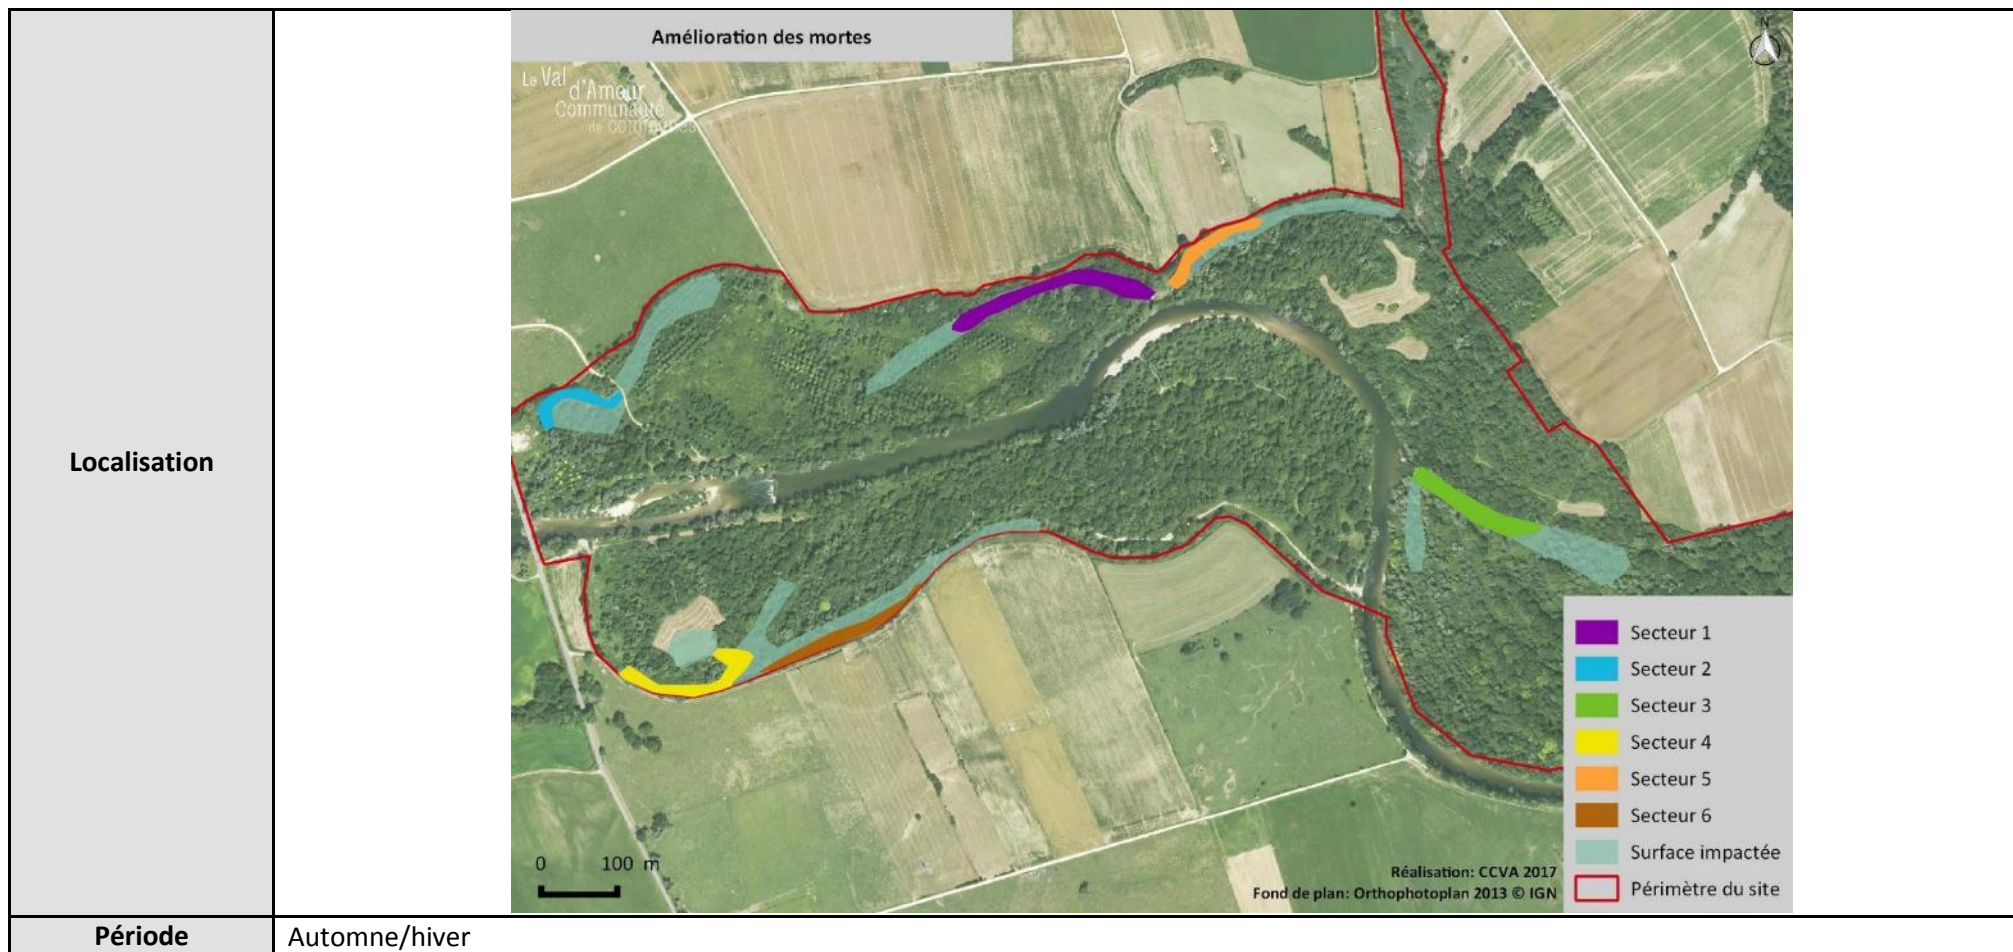 Localisation
Amélioration des mortes
N
Le Val
d'Amour
Communauté
de communes
Secteur 1
Secteur 2
Secteur 3
Secteur 4
Secteur 5
Secteur 6
Surface impactée
Périmètre du site
0 100 m
Réalisation: CCVA 2017
Fond de plan: Orthophotoplan 2013 © IGN
Période
Automne/hiver